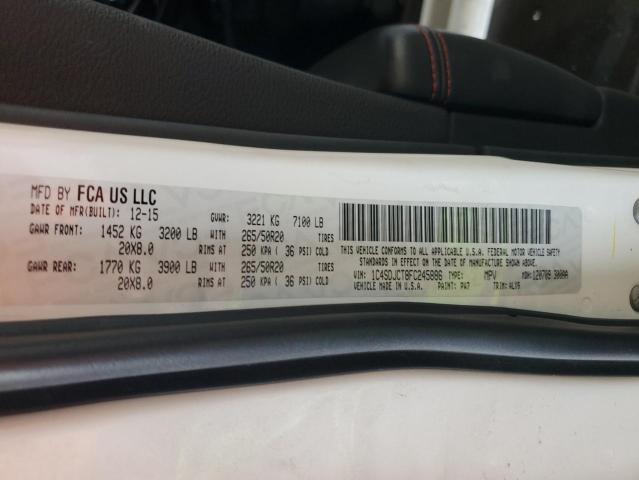 MFD BY FCA US LLC
DATE OF MFR(BUILT): 12-15 GVWR: 3221 KG 7100 LB
GAWR FRONT: 1452 KG 3200 LB WITH 265/50R20 TIRES
20X8.0 RIMS AT 250 KPA ( 36 PSI) COLD
GAWR REAR: 1770 KG 3900 LB WITH 265/50R20 TIRES
20X8.0 RIMS AT 250 KPA ( 36 PSI) COLD
THIS VEHICLE CONFORMS TO ALL APPLICABLE U.S.A. FEDERAL MOTOR VEHICLE SAFETY
STANDARDS IN EFFECT ON THE DATE OF MANUFACTURE SHOWN ABOVE.
VIN: 1C4SDJCT8FC245886 TYPE: MPV MDH:
VEHICLE MADE IN U.S.A. PAINT: PW7 TRIM: